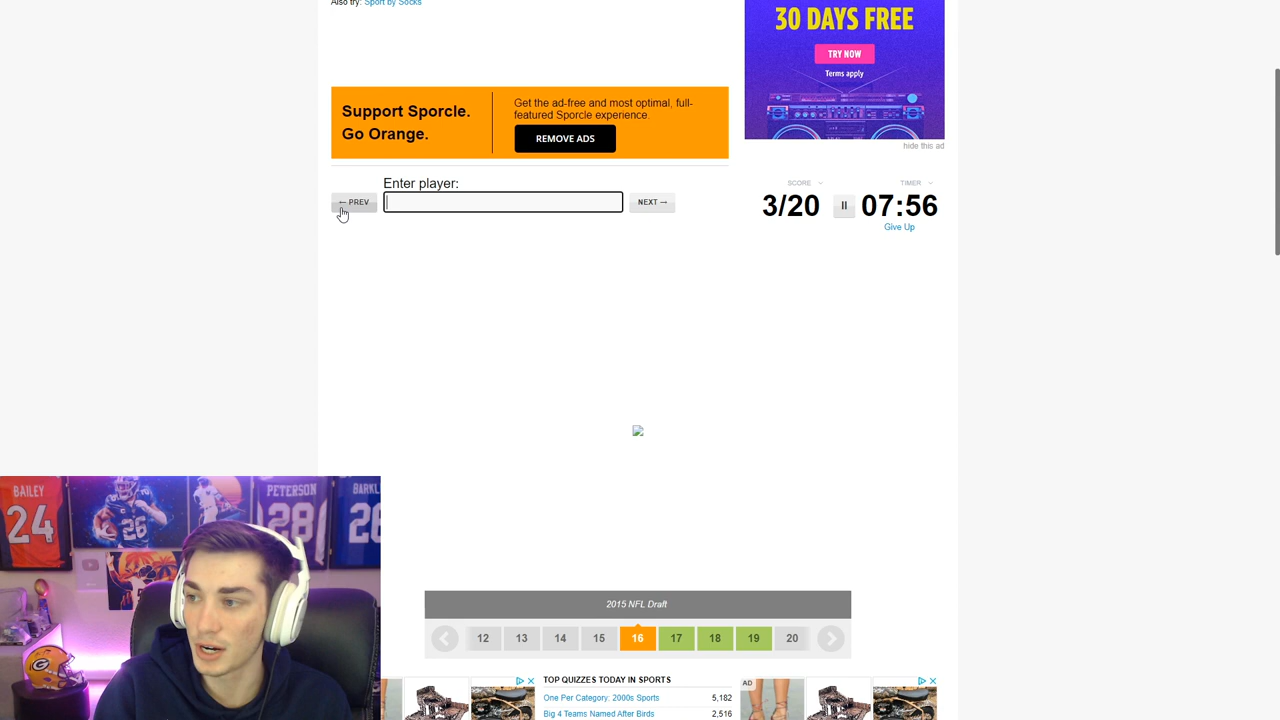 Also try: Sport by Socks
30 DAYS FREE
TRY NOW
Terms apply
hide this ad
Support Sporcle.
Go Orange.
Get the ad-free and most optimal, full-
featured Sporcle experience.
REMOVE ADS
Enter player:
← PREV
NEXT →
SCORE
TIMER
3/20
07:56
Give Up
BAILEY
24
26
PETERSON
28
BARKL
26
2015 NFL Draft
12 13 14 15 16 17 18 19 20
TOP QUIZZES TODAY IN SPORTS
One Per Category: 2000s Sports 5,182
Big 4 Teams Named After Birds 2,516
AD